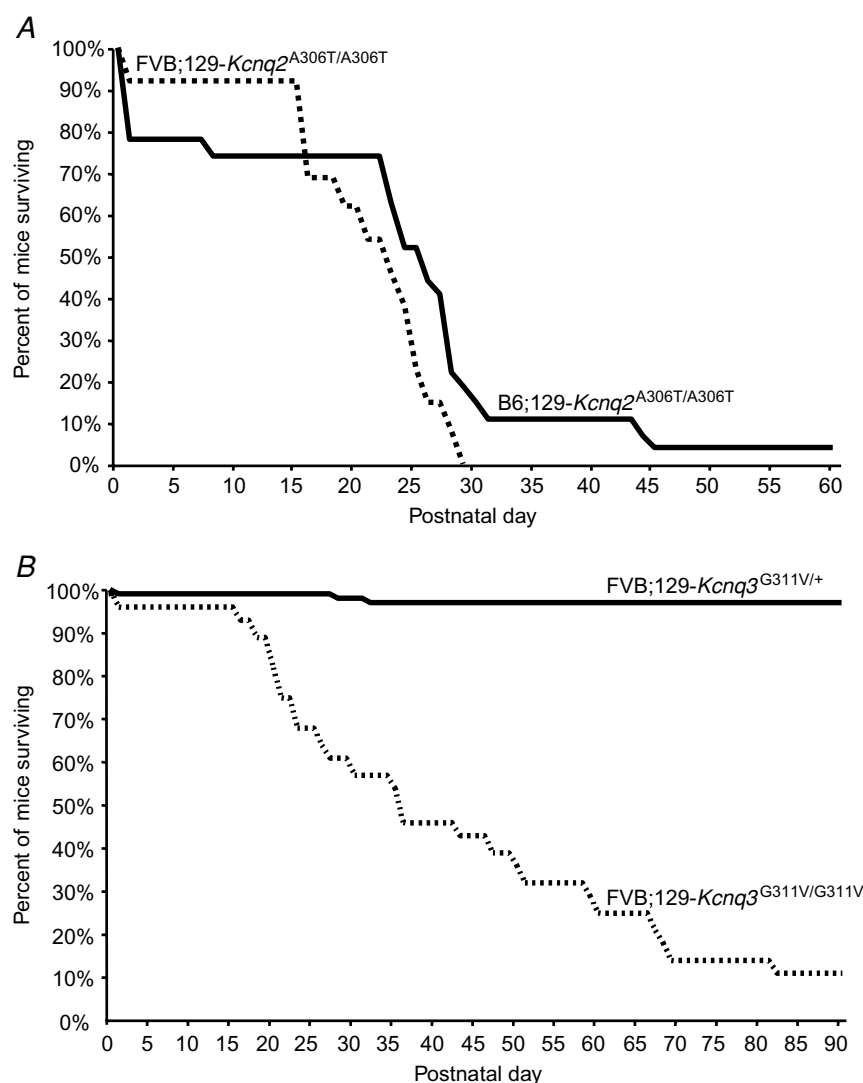 A
Percent of mice surviving
100%
90%
80%
70%
60%
50%
40%
30%
20%
10%
0%
FVB;129-Kcnq2A306T/A306T
B6;129-Kcnq2A306T/A306T
0 5 10 15 20 25 30 35 40 45 50 55 60
Postnatal day
B
Percent of mice surviving
100%
90%
80%
70%
60%
50%
40%
30%
20%
10%
0%
FVB;129-Kcnq3G311V/+
FVB;129-Kcnq3G311V/G311V
0 5 10 15 20 25 30 35 40 45 50 55 60 65 70 75 80 85 90
Postnatal day